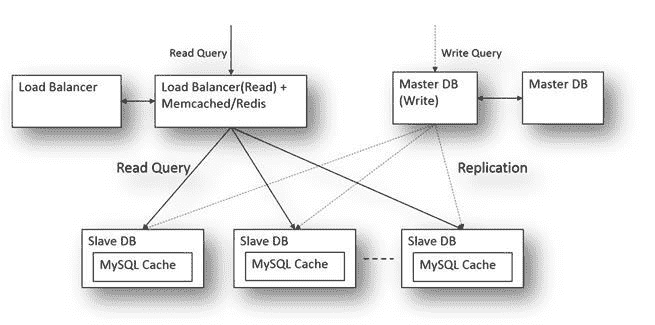 Read Query
Write Query
Load Balancer
Load Balancer(Read) +
Memcached/Redis
Master DB
(Write)
Master DB
Read Query
Replication
Slave DB
MySQL Cache
Slave DB
MySQL Cache
Slave DB
MySQL Cache